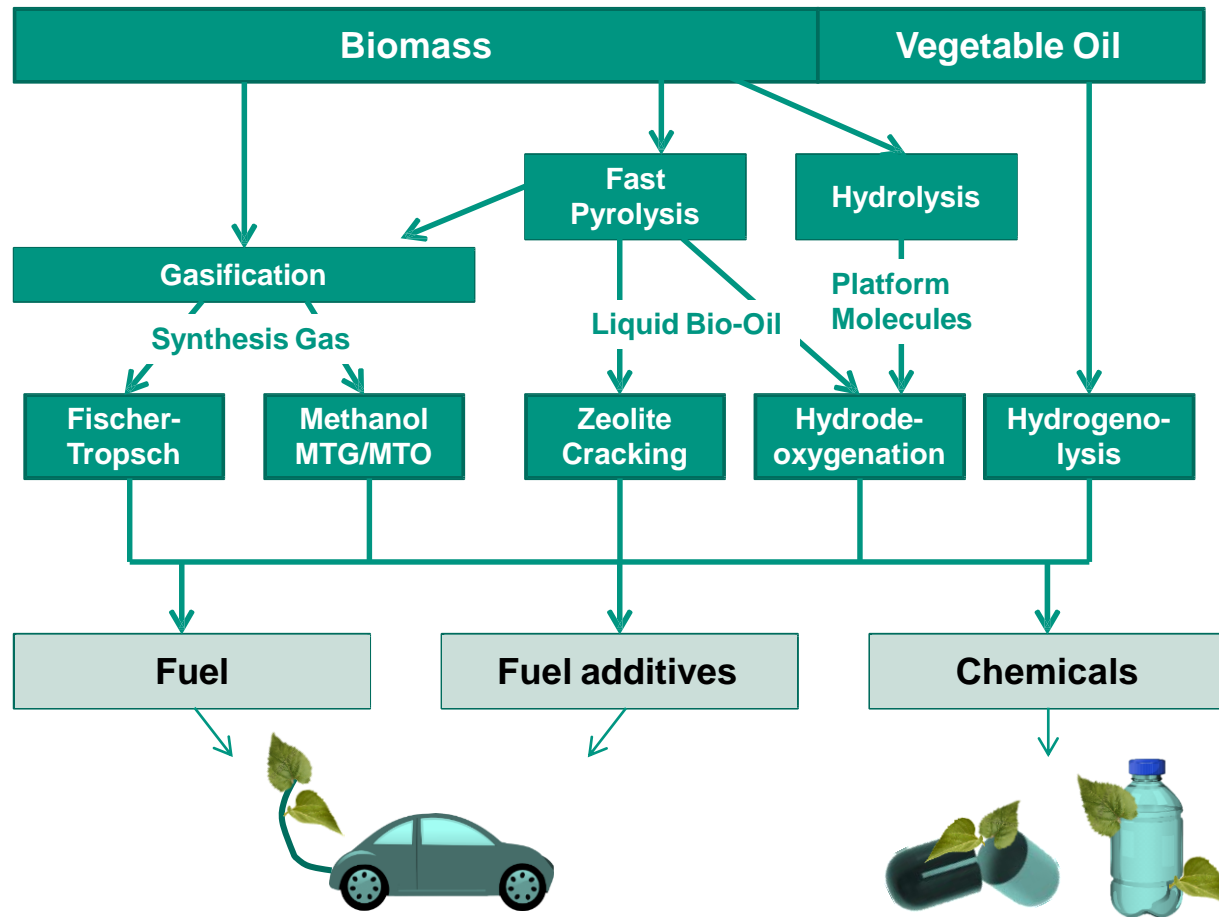 Biomass
Vegetable Oil
Fast
Pyrolysis
Hydrolysis
Gasification
Platform
Molecules
Liquid Bio-Oil
Synthesis Gas
Fischer-
Tropsch
Methanol
MTG/MTO
Zeolite
Cracking
Hydrode-
oxygenation
Hydrogeno-
lysis
Fuel
Fuel additives
Chemicals